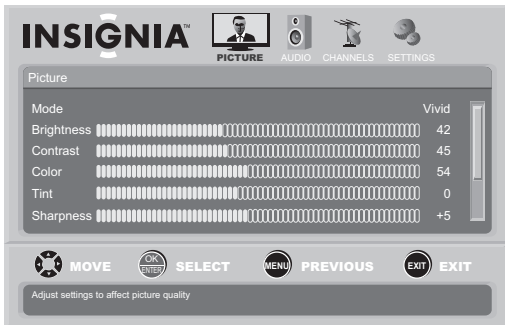 INSIGNIA™
PICTURE AUDIO CHANNELS SETTINGS
Picture
Mode Vivid
Brightness 42
Contrast 45
Color 54
Tint 0
Sharpness +5
MOVE OK ENTER SELECT MENU PREVIOUS EXIT EXIT
Adjust settings to affect picture quality